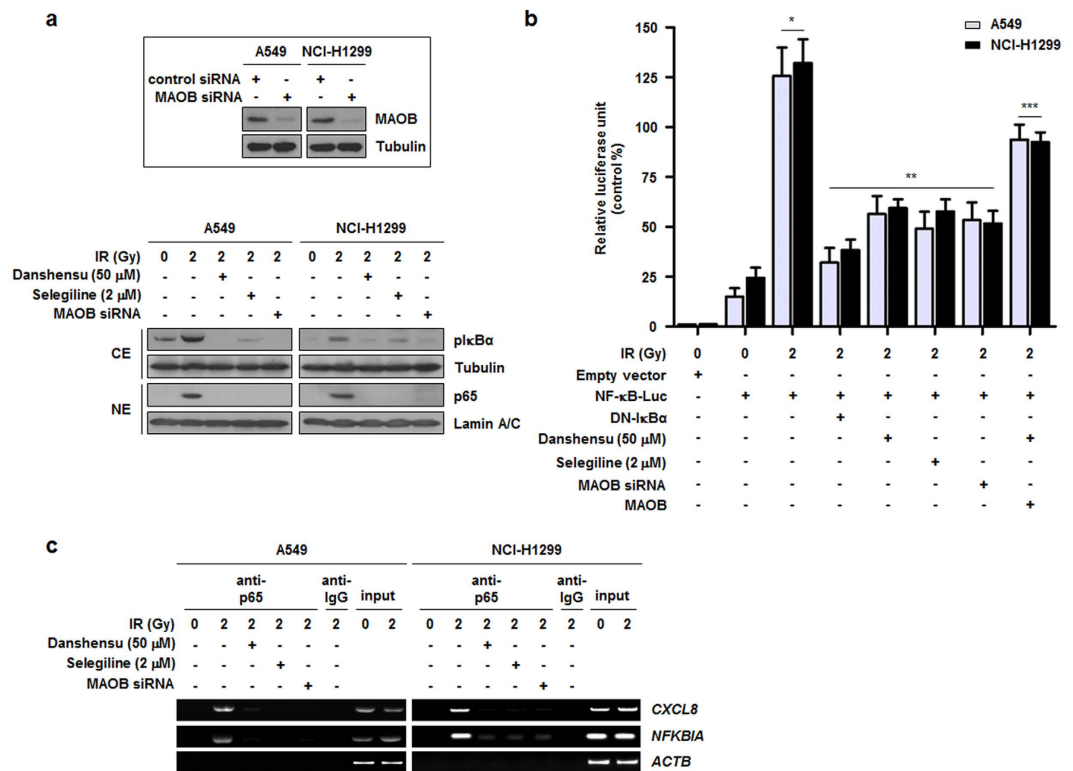 a
A549 NCI-H1299
control siRNA + - + -
MAOB siRNA - + - +
MAOB
Tubulin
A549 NCI-H1299
IR (Gy) 0 2 2 2 2 0 2 2 2 2
Danshensu (50 μM) - - + - - - - + - -
Selegiline (2 μM) - - - + - - - - + -
MAOB siRNA - - - - + - - - - +
CE
pIκBα
Tubulin
NE
p65
Lamin A/C
b
A549
NCI-H1299
Relative luciferase unit
(control %)
150
125
100
75
50
25
0
*
**
***
IR (Gy) 0 0 2 2 2 2 2 2
Empty vector + - - - - - - -
NF-κB-Luc - + + + + + + +
DN-IκBα - - - + - - - -
Danshensu (50 μM) - - - - + - - +
Selegiline (2 μM) - - - - - + - -
MAOB siRNA - - - - - - + -
MAOB - - - - - - - +
c
A549 NCI-H1299
anti-p65 anti-IgG input anti-p65 anti-IgG input
IR (Gy) 0 2 2 2 2 2 0 2 0 2 2 2 2 2 0 2
Danshensu (50 μM) - - + - - - - - + - - -
Selegiline (2 μM) - - - + - - - - - + - -
MAOB siRNA - - - - + - - - - - + -
CXCL8
NFKBIA
ACTB